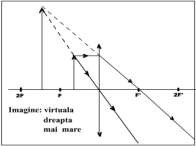 2F F F' 2F'
Imagine: virtuala
dreapta
mai mare